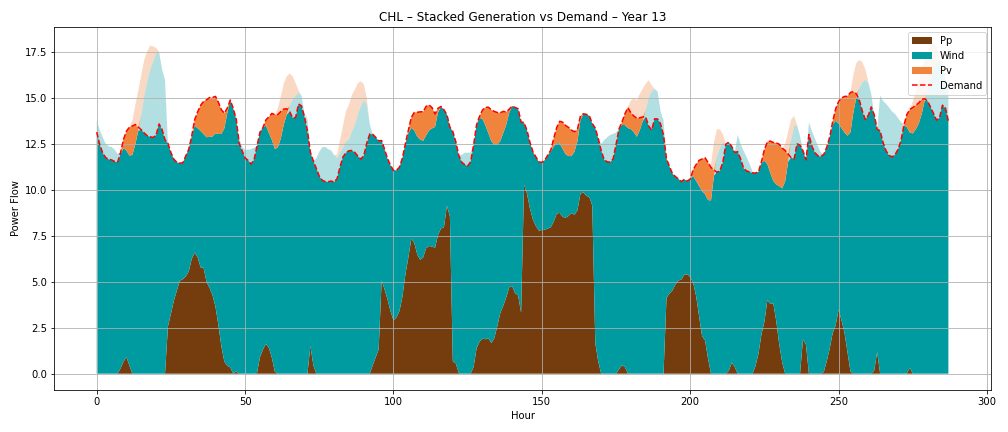 CHL – Stacked Generation vs Demand – Year 13
Power Flow
17.5
15.0
12.5
10.0
7.5
5.0
2.5
0.0
Pp
Wind
Pv
Demand
0
50
100
150
200
250
300
Hour